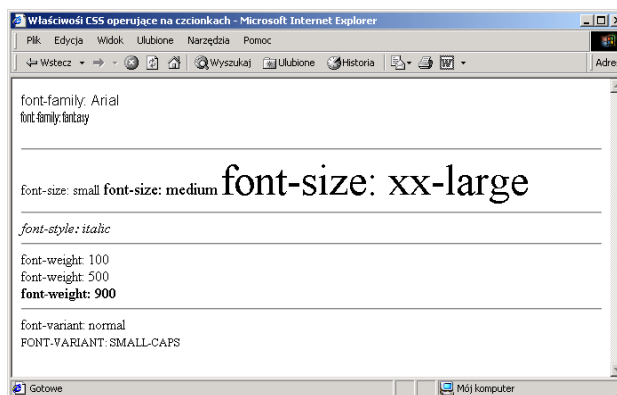 Właściwośi CSS operujące na czcionkach - Microsoft Internet Explorer
Plik Edycja Widok Ulubione Narzędzia Pomoc
Wstecz Wyszukaj Ulubione Historia Adre
font-family: Arial
font-family: fantasy
font-size: small font-size: medium font-size: xx-large
font-style: italic
font-weight: 100
font-weight: 500
font-weight: 900
font-variant: normal
FONT-VARIANT: SMALL-CAPS
Gotowe Mój komputer